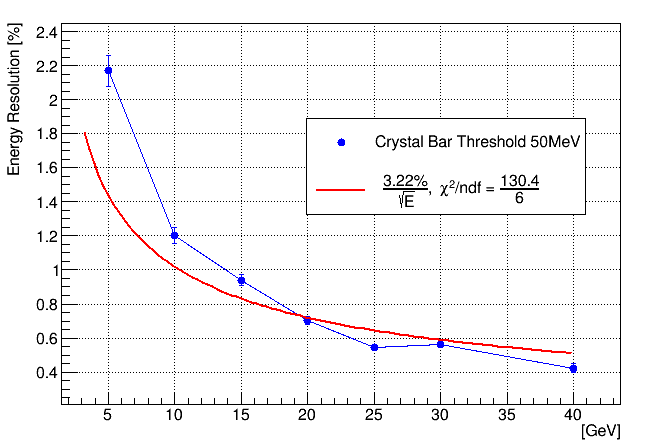 Energy Resolution [%]
2.4
2.2
2
1.8
1.6
1.4
1.2
1
0.8
0.6
0.4
Crystal Bar Threshold 50MeV
3.22%/√E, χ²/ndf = 130.4/6
5 10 15 20 25 30 35 40
[GeV]